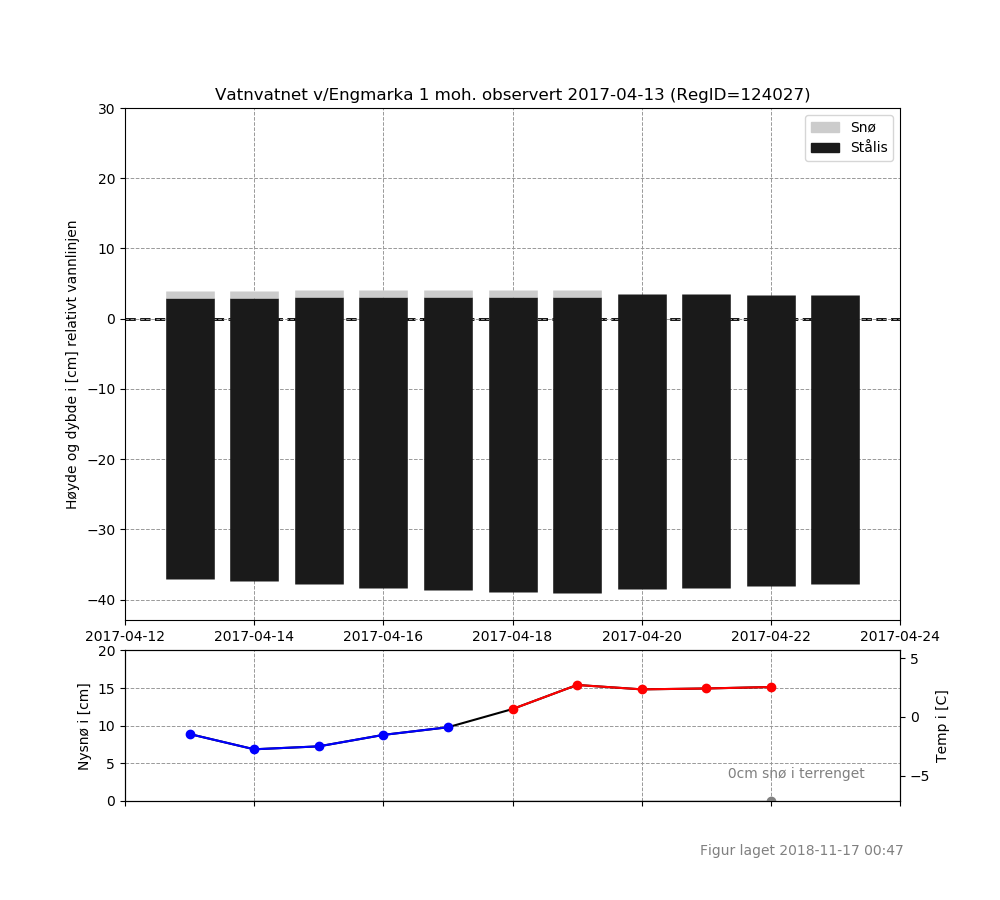 Vatnvatnet v/Engmarka 1 moh. observert 2017-04-13 (RegID=124027)
Snø
Stålis
Høyde og dybde i [cm] relativt vannlinjen
30
20
10
0
−10
−20
−30
−40
2017-04-12 2017-04-14 2017-04-16 2017-04-18 2017-04-20 2017-04-22 2017-04-24
Nysnø i [cm]
20
15
10
5
0
5
0
−5
Temp i [C]
0cm snø i terrenget
Figur laget 2018-11-17 00:47